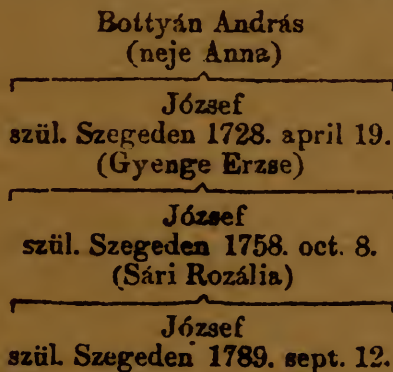 Bottyán András
(neje Anna)
József
szül. Szegeden 1728. april 19.
(Gyenge Erzse)
József
szül. Szegeden 1758. oct. 8.
(Sári Rozália)
József
szül. Szegeden 1789. sept. 12.